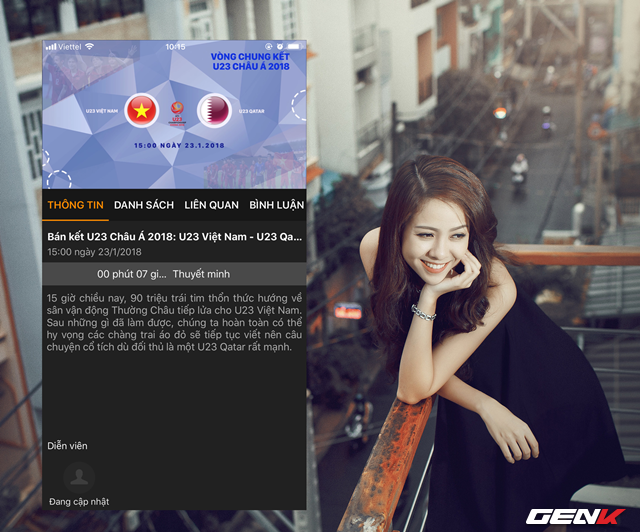 Viettel 10:15
VÒNG CHUNG KẾT
U23 CHÂU Á 2018
U23 VIỆT NAM
U23
U23 QATAR
15:00 NGÀY 23.1.2018
THÔNG TIN DANH SÁCH LIÊN QUAN BÌNH LUẬN
Bán kết U23 Châu Á 2018: U23 Việt Nam - U23 Qa...
15:00 ngày 23/1/2018
00 phút 07 gi... Thuyết minh
15 giờ chiều nay, 90 triệu trái tim thổn thức hướng về
sân vận động Thường Châu tiếp lửa cho U23 Việt Nam.
Sau những gì đã làm được, chúng ta hoàn toàn có thể
hy vọng các chàng trai áo đỏ sẽ tiếp tục viết nên câu
chuyện cổ tích dù đối thủ là một U23 Qatar rất mạnh.
Diễn viên
Đang cập nhật
GENK